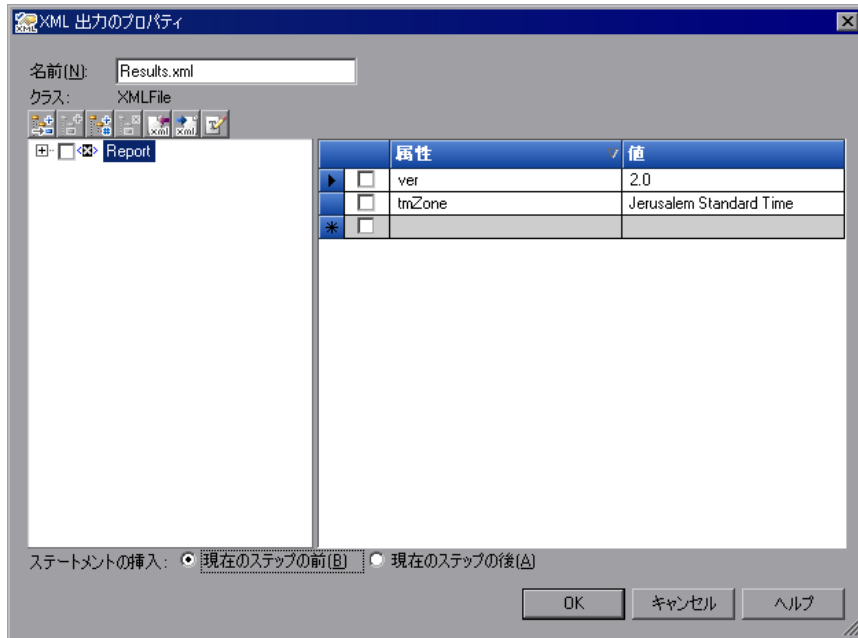 XML 出力のプロパティ
名前(N): Results.xml
クラス: XMLFile
Report
属性 値
ver 2.0
tmZone Jerusalem Standard Time
ステートメントの挿入: 現在のステップの前(B) 現在のステップの後(A)
OK キャンセル ヘルプ